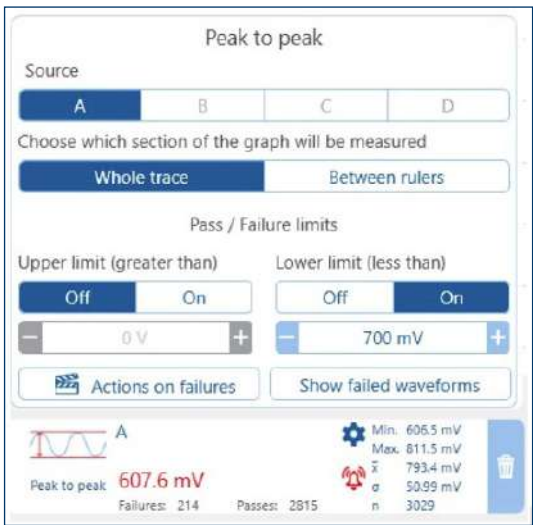 Peak to peak
Source
A B C D
Choose which section of the graph will be measured
Whole trace Between rulers
Pass / Failure limits
Upper limit (greater than) Lower limit (less than)
Off On Off On
− 0 V + − 700 mV +
Actions on failures Show failed waveforms
A
Min. 606.5 mV
Max. 811.5 mV
x̄ 793.4 mV
Peak to peak 607.6 mV σ 50.99 mV
Failures: 214 Passes: 2815 n 3029